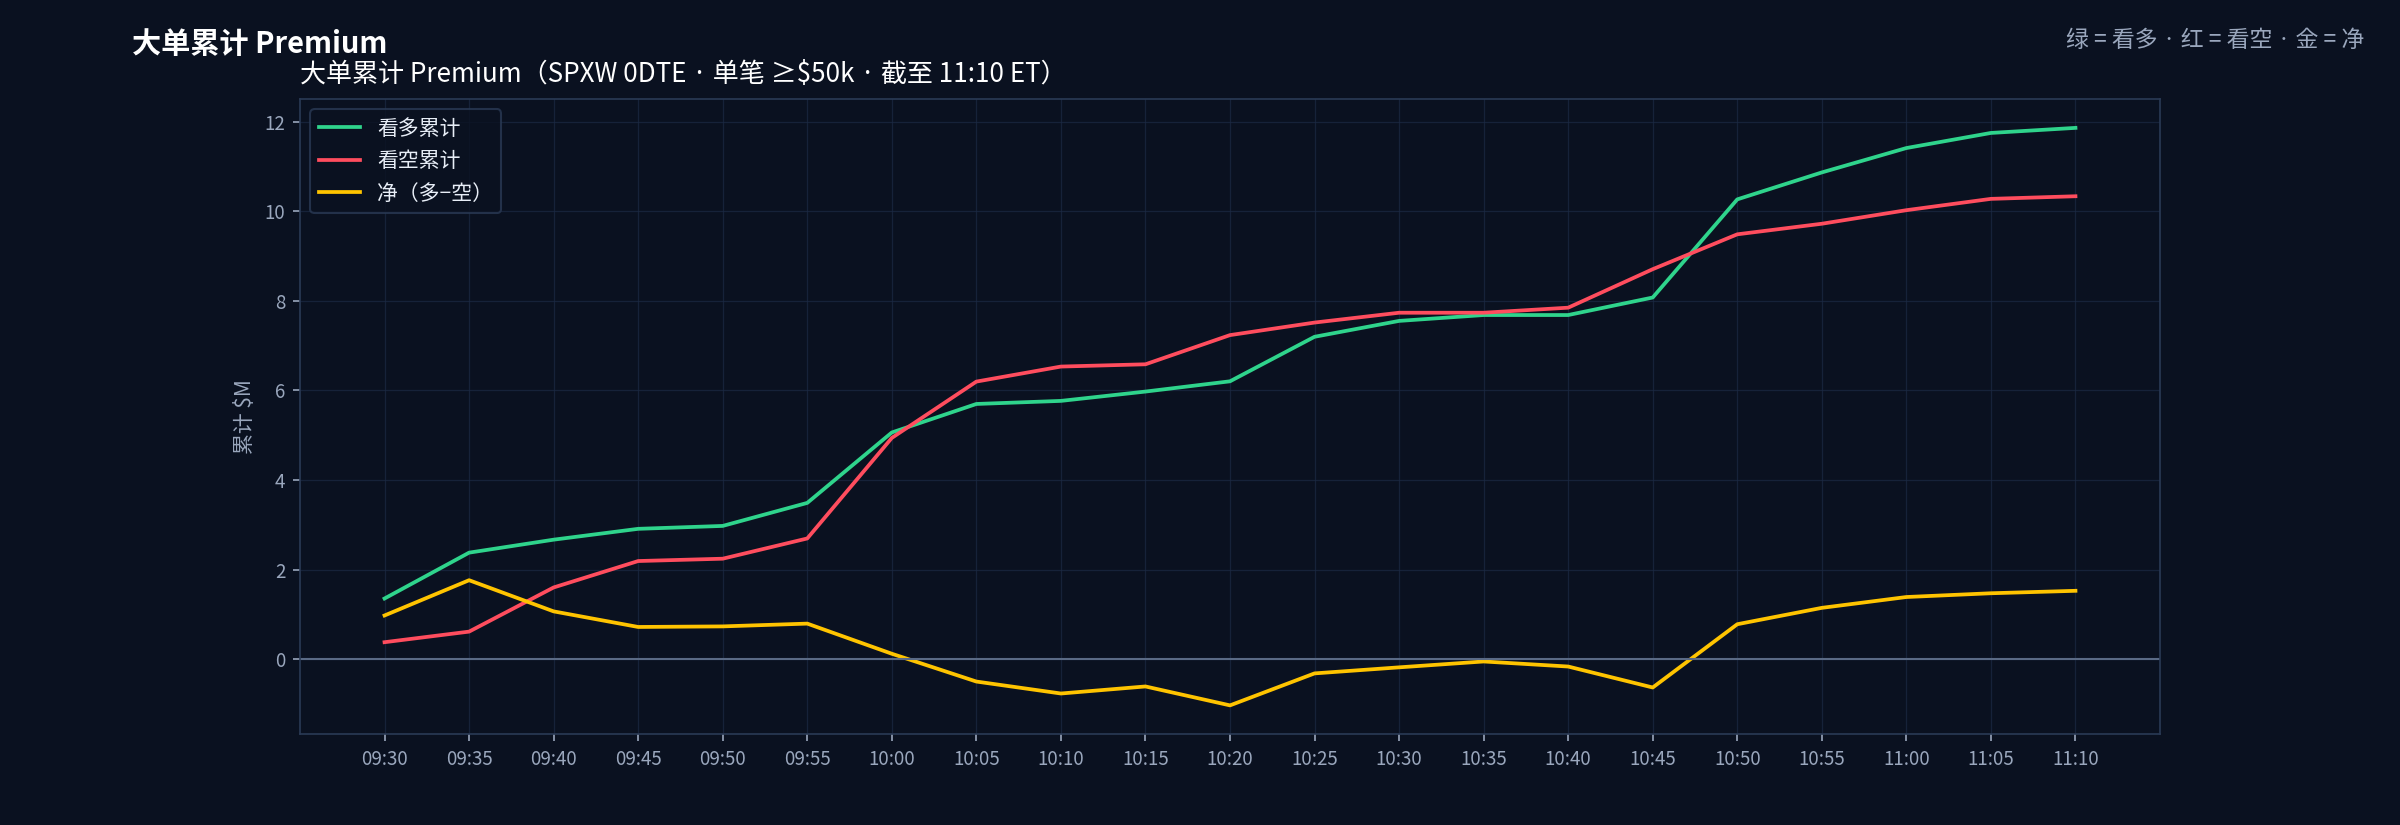 大单累计 Premium
绿 = 看多 · 红 = 看空 · 金 = 净
大单累计 Premium（SPXW 0DTE · 单笔 ≥$50k · 截至 11:10 ET）
看多累计
看空累计
净（多−空）
累计 $M
12
10
8
6
4
2
0
09:30 09:35 09:40 09:45 09:50 09:55 10:00 10:05 10:10 10:15 10:20 10:25 10:30 10:35 10:40 10:45 10:50 10:55 11:00 11:05 11:10